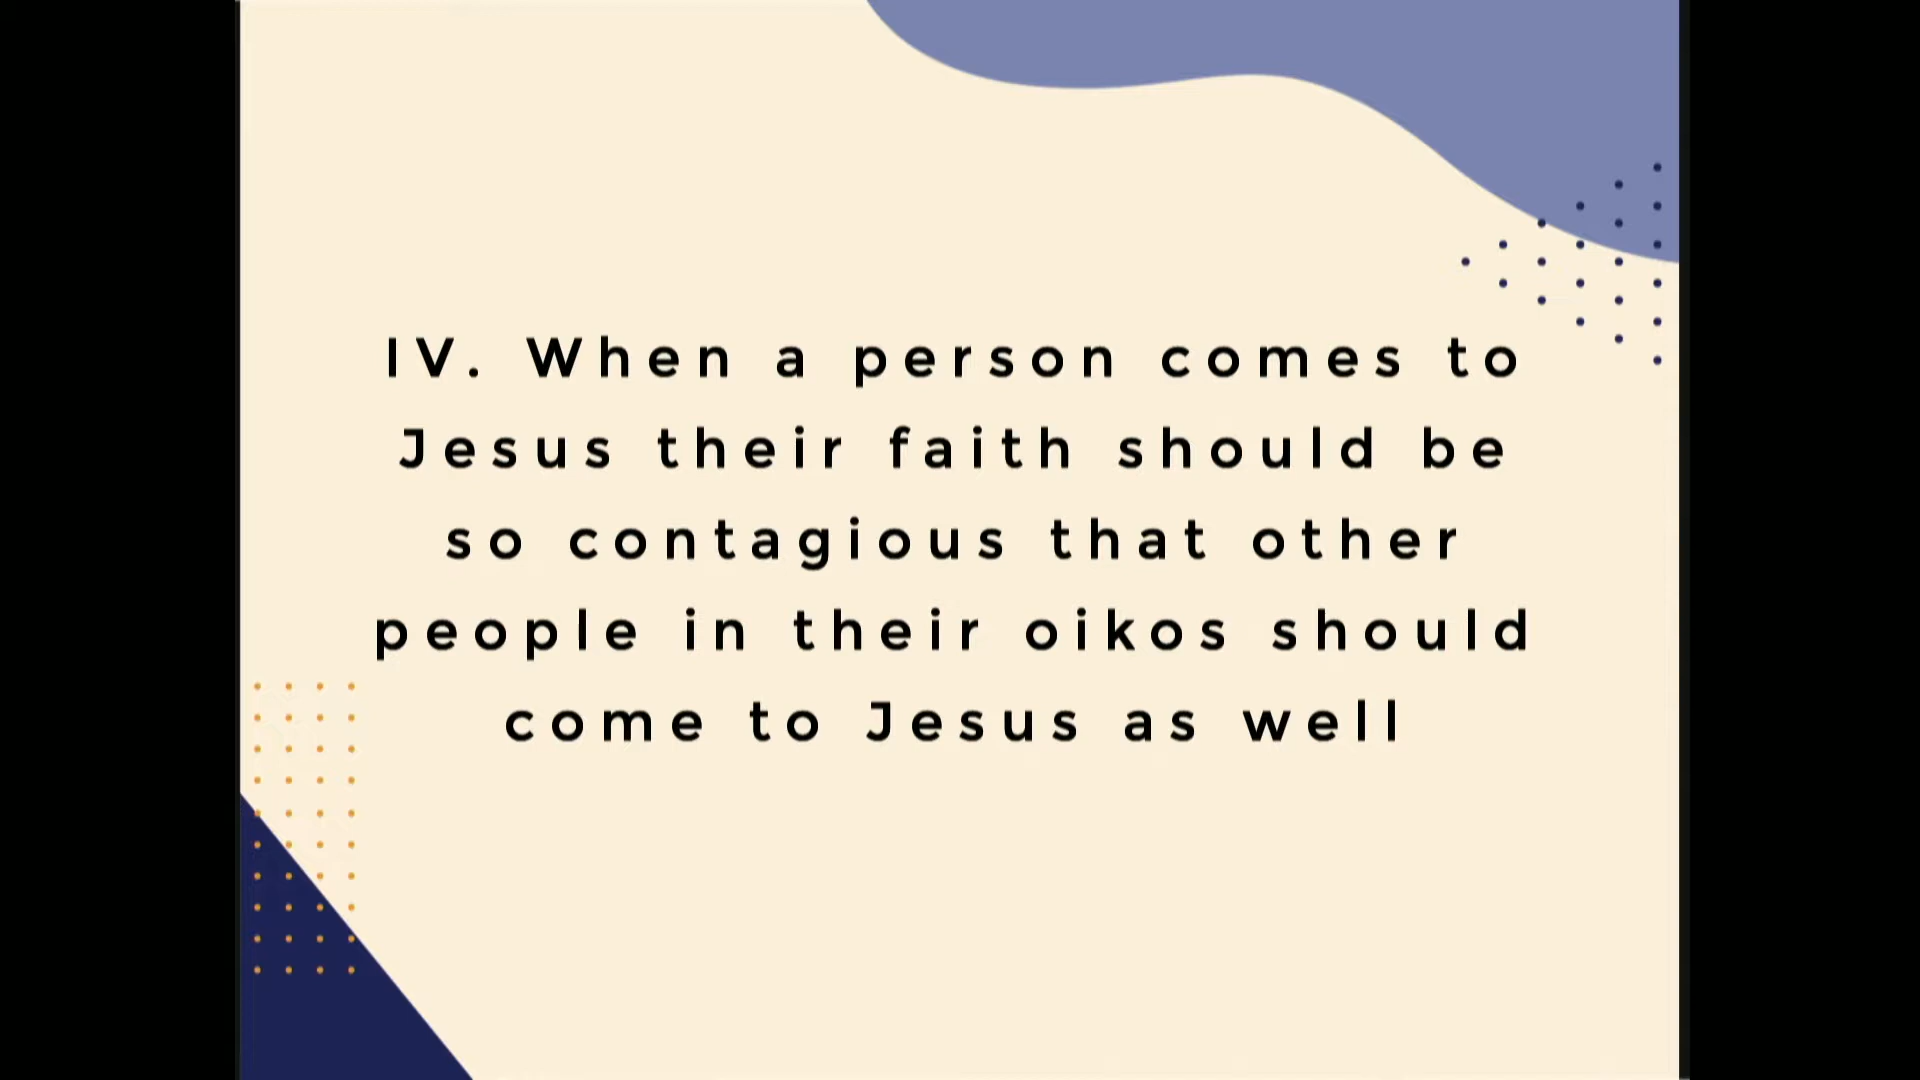 IV. When a person comes to
Jesus their faith should be
so contagious that other
people in their oikos should
come to Jesus as well